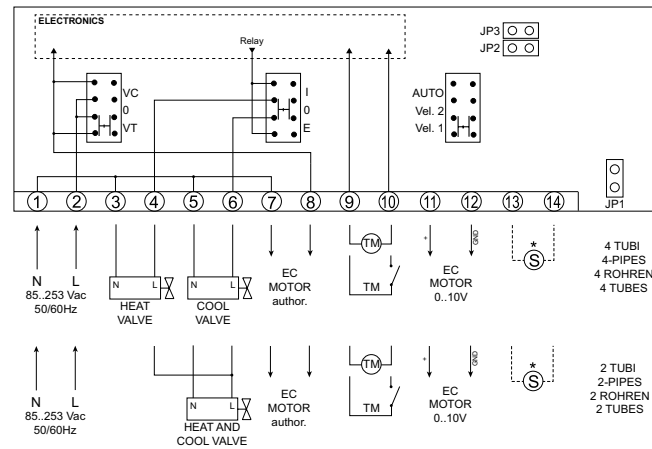 ELECTRONICS
Relay
JP3
JP2
VC
0
VT
I
0
E
AUTO
Vel. 2
Vel. 1
JP1
1 2 3 4 5 6 7 8 9 10 11 12 13 14
N L
85..253 Vac
50/60Hz
N L
HEAT
VALVE
N L
COOL
VALVE
EC
MOTOR
author.
TM
TM
+ GND
EC
MOTOR
0..10V
*
S
4 TUBI
4-PIPES
4 ROHREN
4 TUBES
N L
85..253 Vac
50/60Hz
N L
HEAT AND
COOL VALVE
EC
MOTOR
author.
TM
TM
+ GND
EC
MOTOR
0..10V
*
S
2 TUBI
2-PIPES
2 ROHREN
2 TUBES